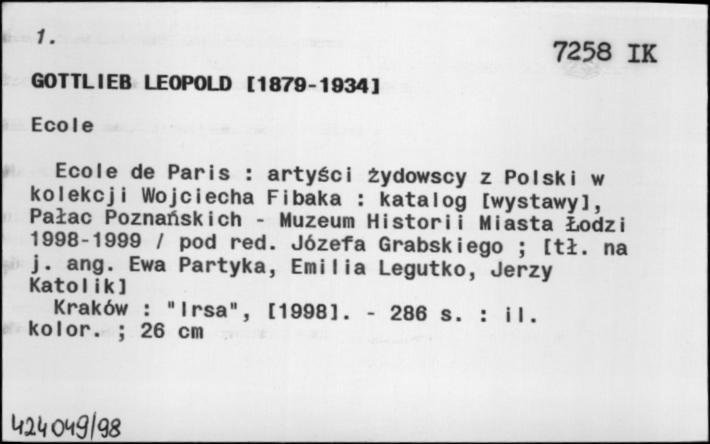 1.
7258 IK
GOTTLIEB LEOPOLD [1879-1934]
Ecole
Ecole de Paris : artyści żydowscy z Polski w
kolekcji Wojciecha Fibaka : katalog [wystawy],
Pałac Poznańskich - Muzeum Historii Miasta Łodzi
1998-1999 / pod red. Józefa Grabskiego ; [tł. na
j. ang. Ewa Partyka, Emilia Legutko, Jerzy
Katolik]
Kraków : "Irsa", [1998]. - 286 s. : il.
kolor. ; 26 cm
424049/98